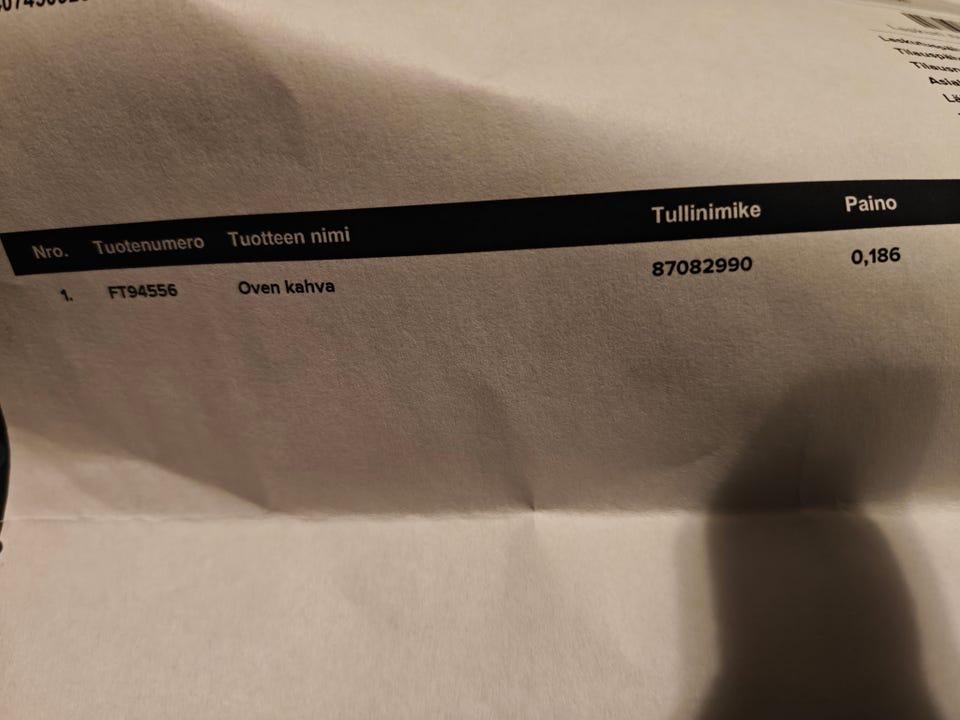 Nro. Tuotenumero Tuotteen nimi Tullinimike Paino
1. FT94556 Oven kahva 87082990 0,186